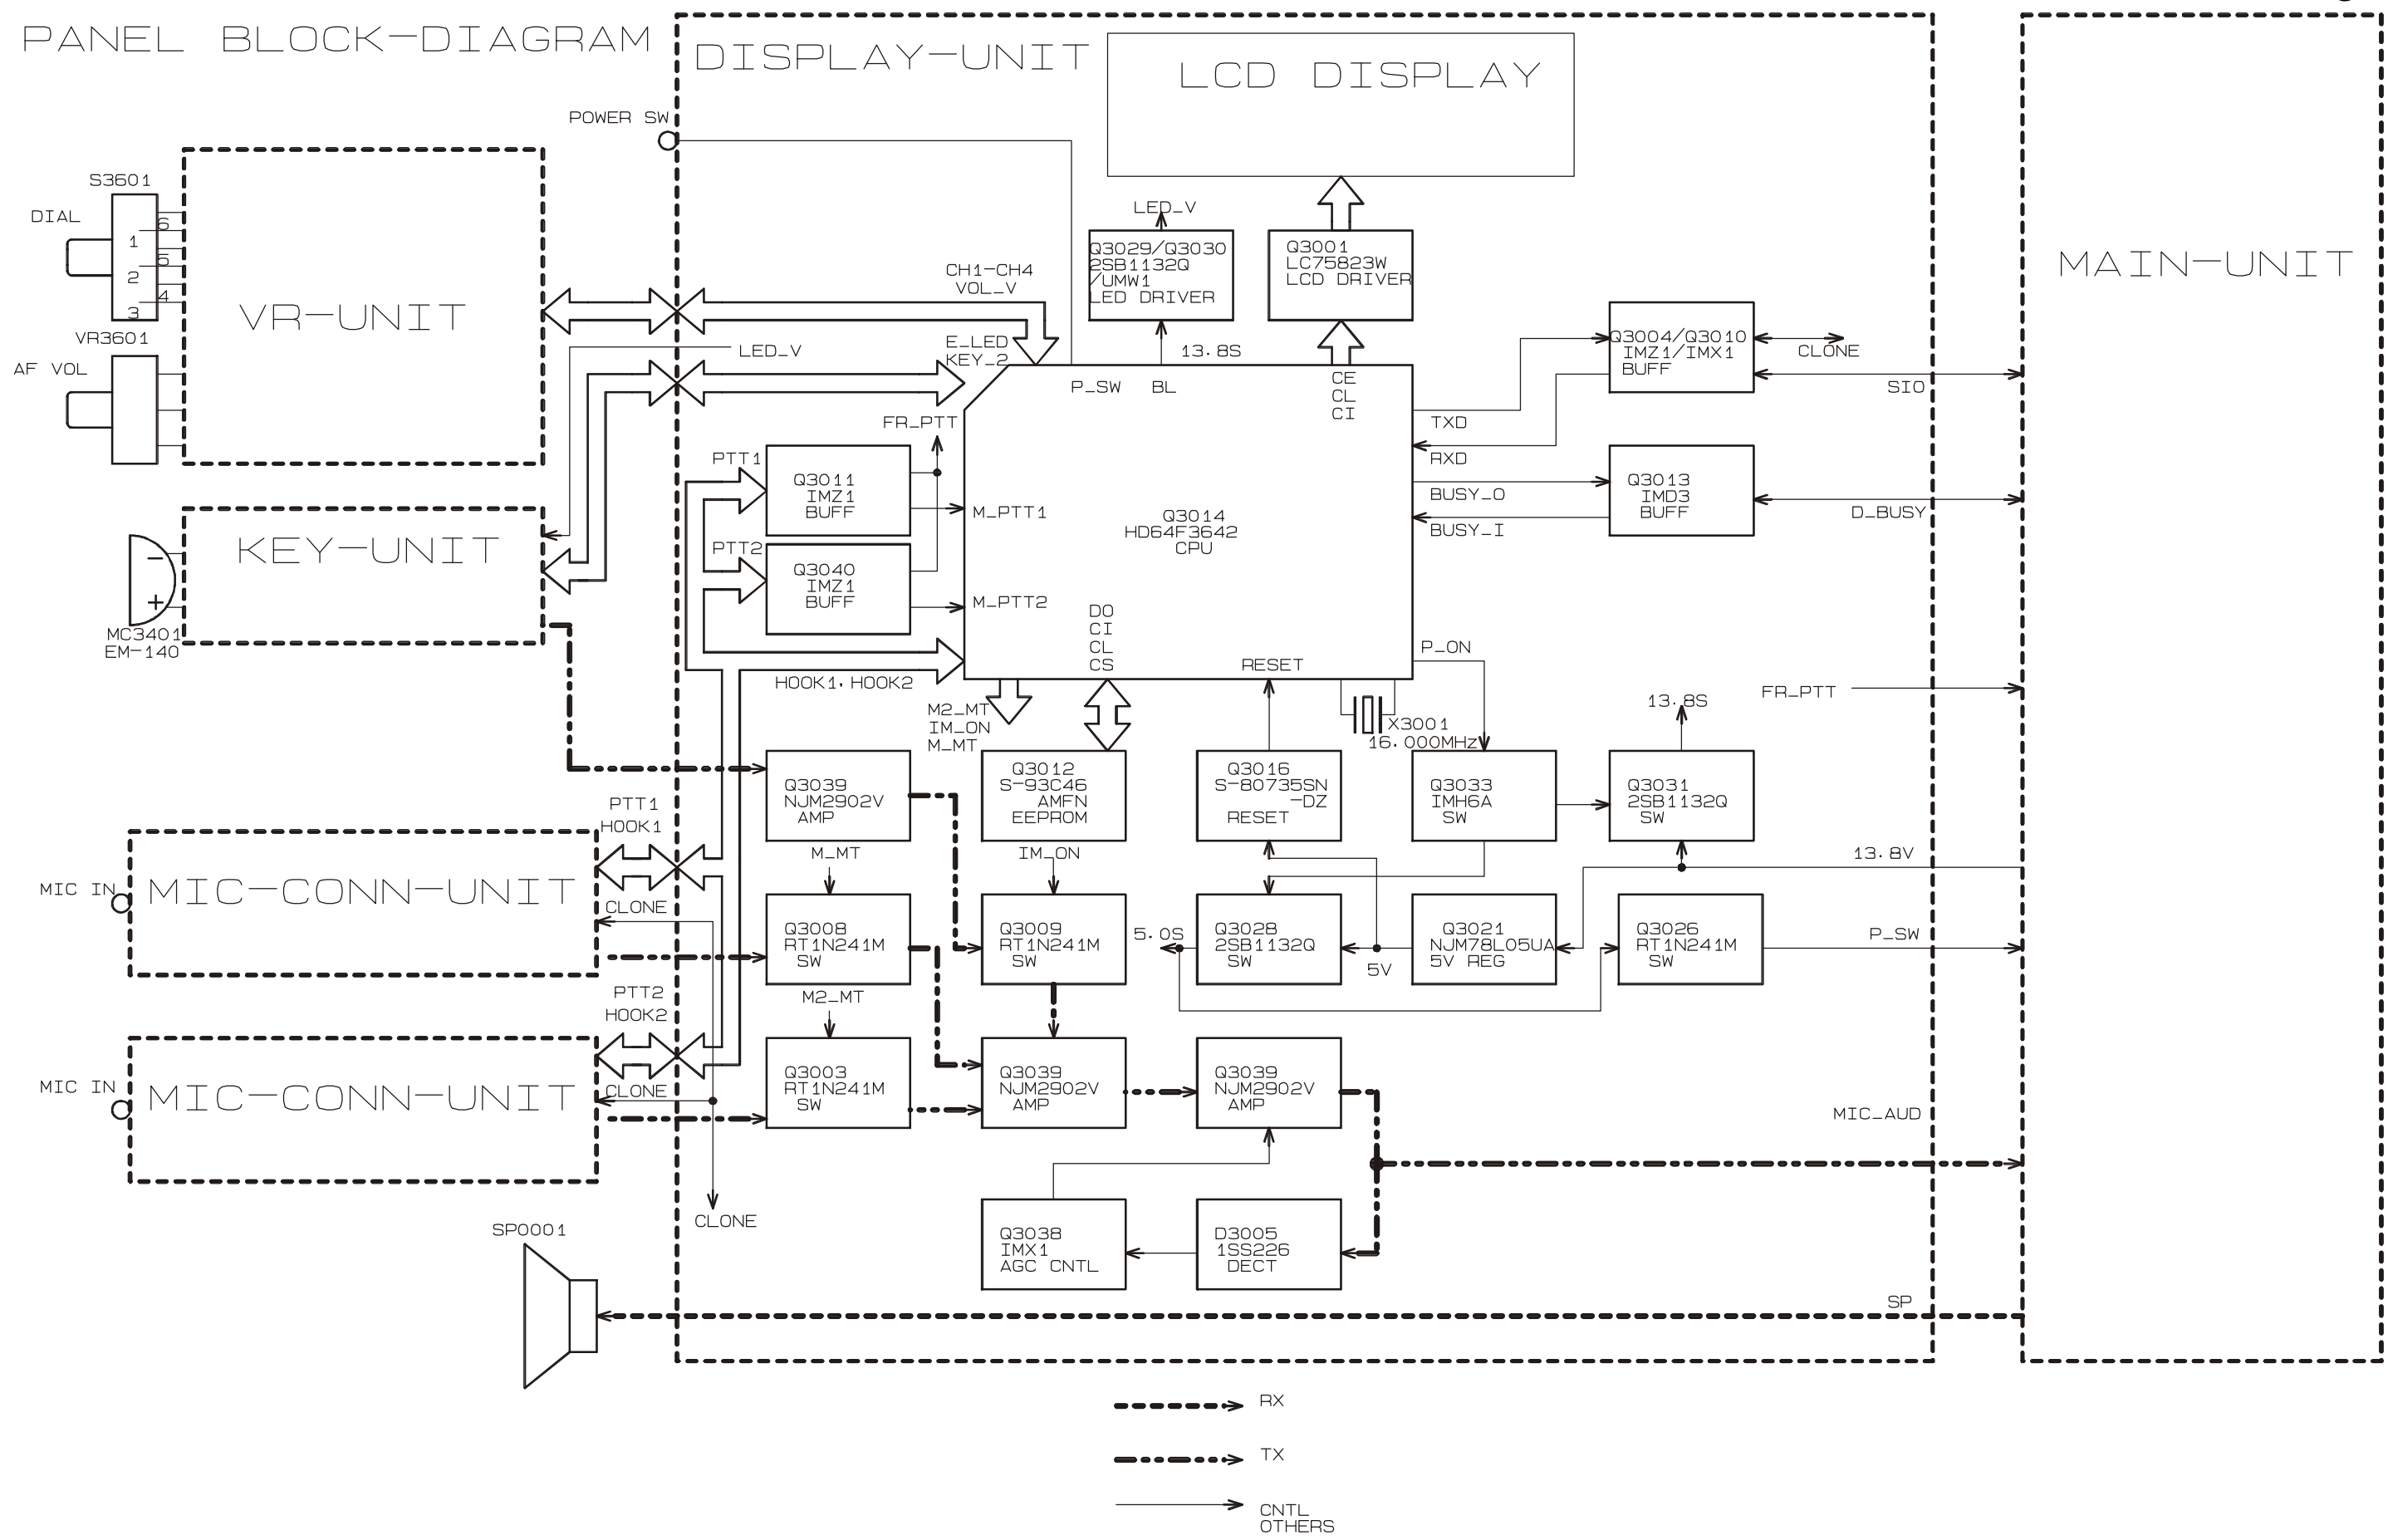 PANEL BLOCK-DIAGRAM
DISPLAY-UNIT
LCD DISPLAY
MAIN-UNIT
POWER SW
S3601
DIAL
6
1
5
2
4
3
VR3601
AF VOL
VR-UNIT
LED_V
Q3029/Q3030
2SB1132Q
/UMW1
LED DRIVER
Q3001
LC75823W
LCD DRIVER
CH1-CH4
VOL_V
E_LED
KEY_2
LED_V
13.8S
P_SW
BL
CE
CL
CI
Q3004/Q3010
IMZ1/IMX1
BUFF
CLONE
SIO
TXD
RXD
FR_PTT
PTT1
Q3011
IMZ1
BUFF
M_PTT1
PTT2
Q3040
IMZ1
BUFF
M_PTT2
Q3014
HD64F3642
CPU
BUSY_O
BUSY_I
Q3013
IMD3
BUFF
D_BUSY
KEY-UNIT
MC3401
EM-140
DO
CI
CL
CS
RESET
P_ON
HOOK1,HOOK2
M2_MT
IM_ON
M_MT
X3001
16.000MHz
FR_PTT
13.8S
Q3039
NJM2902V
AMP
Q3012
S-93C46
AMFN
EEPROM
Q3016
S-80735SN
-DZ
RESET
Q3033
IMH6A
SW
Q3031
2SB1132Q
SW
PTT1
HOOK1
M_MT
IM_ON
13.8V
MIC IN
MIC-CONN-UNIT
CLONE
Q3008
RT1N241M
SW
Q3009
RT1N241M
SW
5.0S
Q3028
2SB1132Q
SW
5V
Q3021
NJM78L05UA
5V REG
Q3026
RT1N241M
SW
P_SW
PTT2
HOOK2
M2_MT
MIC IN
MIC-CONN-UNIT
CLONE
Q3003
RT1N241M
SW
Q3039
NJM2902V
AMP
Q3039
NJM2902V
AMP
MIC_AUD
CLONE
Q3038
IMX1
AGC CNTL
D3005
1SS226
DECT
SP0001
SP
RX
TX
CNTL
OTHERS